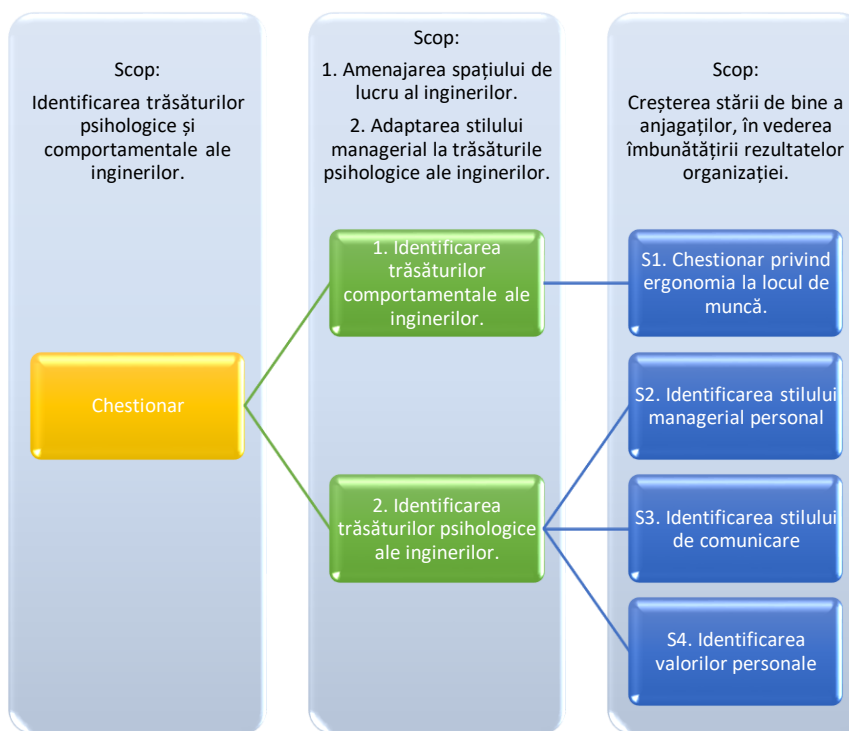 Scop:
Identificarea trăsăturilor
psihologice și
comportamentale ale
inginerilor.
Chestionar
Scop:
1. Amenajarea spațiului de
lucru al inginerilor.
2. Adaptarea stilului
managerial la trăsăturile
psihologice ale inginerilor.
1. Identificarea
trăsăturilor
comportamentale ale
inginerilor.
2. Identificarea
trăsăturilor psihologice
ale inginerilor.
Scop:
Creșterea stării de bine a
anjagaților, în vederea
îmbunătățirii rezultatelor
organizației.
S1. Chestionar privind
ergonomia la locul de
muncă.
S2. Identificarea stilului
managerial personal
S3. Identificarea stilului
de comunicare
S4. Identificarea
valorilor personale